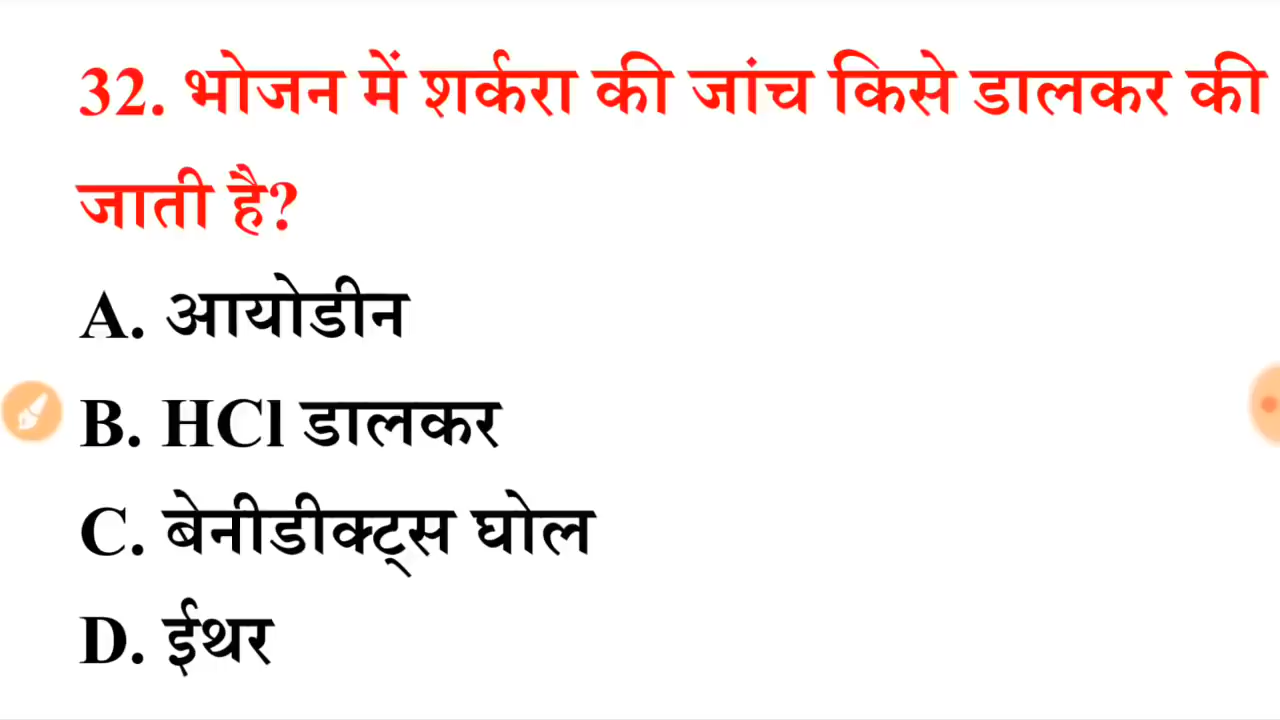 32. भोजन में शर्करा की जांच किसे डालकर की
जाती है?
A. आयोडीन
B. HCl डालकर
C. बेनीडीक्ट्स घोल
D. ईथर